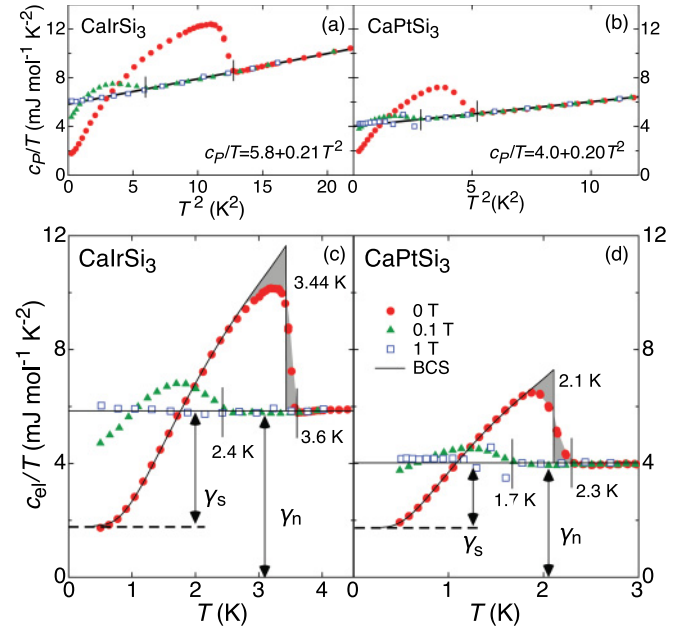 CaIrSi3
(a)
CaPtSi3
(b)
12
8
4
0
cP/T (mJ mol−1 K−2)
cP/T=5.8+0.21T2
cP/T=4.0+0.20T2
0 5 10 15 20
0 5 10
T2 (K2)
T2(K2)
CaIrSi3
(c)
CaPtSi3
(d)
12
8
4
0
cel/T (mJ mol−1 K−2)
3.44 K
3.6 K
2.4 K
γs
γn
0 T
0.1 T
1 T
BCS
2.1 K
2.3 K
1.7 K
γs
γn
12
8
4
0
0 1 2 3 4
0 1 2 3
T (K)
T (K)